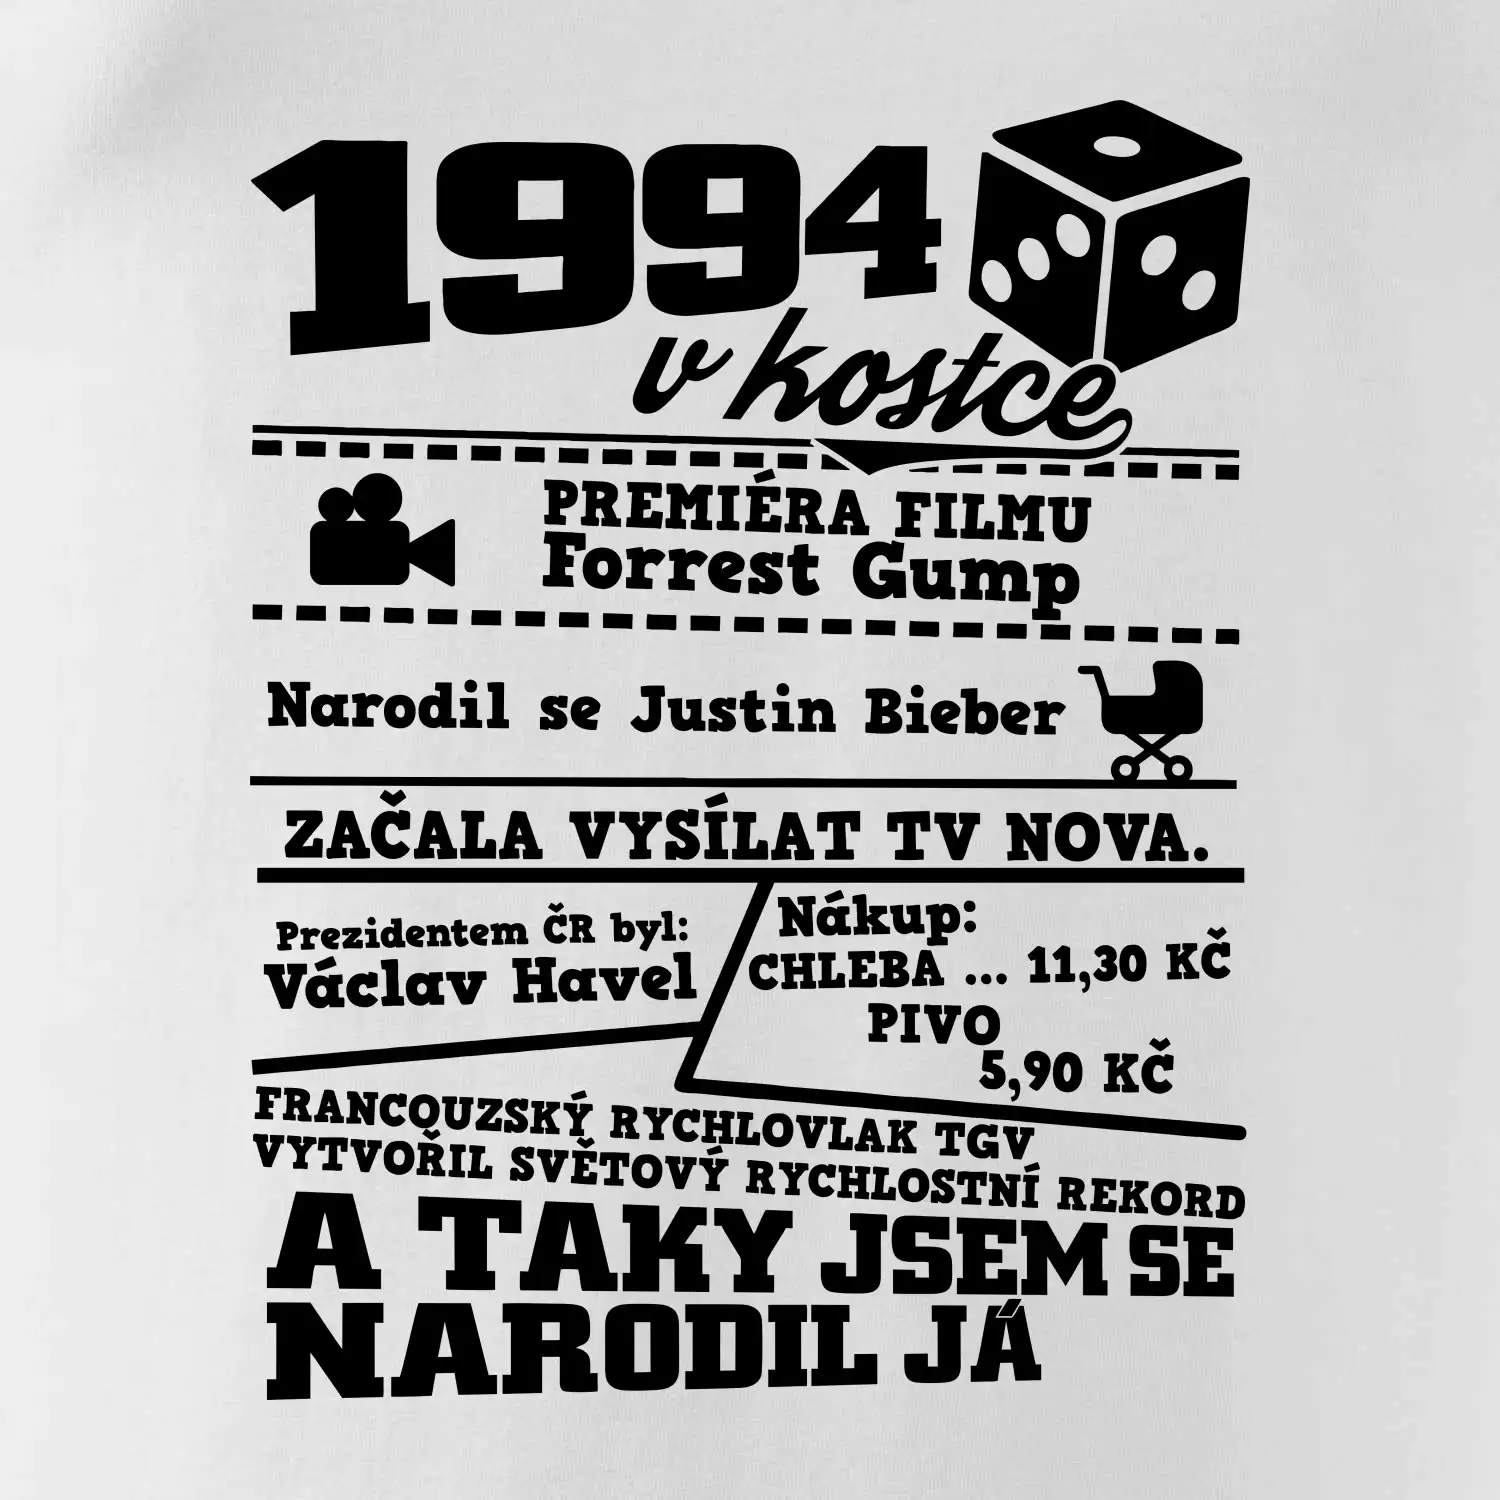 1994
v kostce
PREMIÉRA FILMU
Forrest Gump
Narodil se Justin Bieber
ZAČALA VYSÍLAT TV NOVA.
Prezidentem ČR byl:
Václav Havel
Nákup:
CHLEBA ... 11,30 KČ
PIVO
5,90 KČ
FRANCOUZSKÝ RYCHLOVLAK TGV
VYTVOŘIL SVĚTOVÝ RYCHLOSTNÍ REKORD
A TAKY JSEM SE
NARODIL JÁ